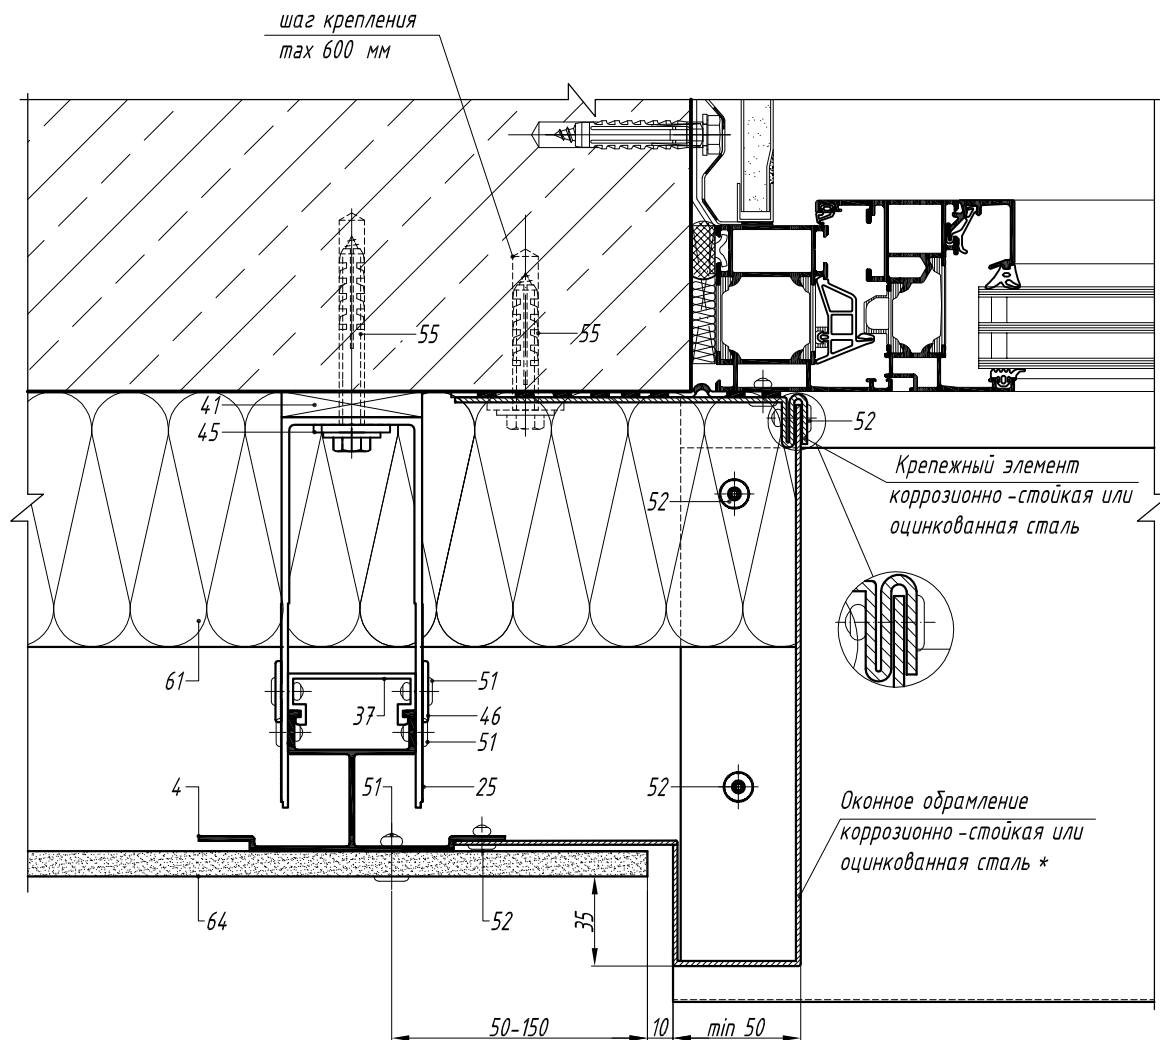 шаг крепления
max 600 мм
55
55
41
45
52
Крепежный элемент
коррозионно -стойкая или
оцинкованная сталь
52
61
37
51
46
51
4
51
25
52
Оконное обрамление
коррозионно -стойкая или
оцинкованная сталь *
64
52
35
50-150
10
min 50